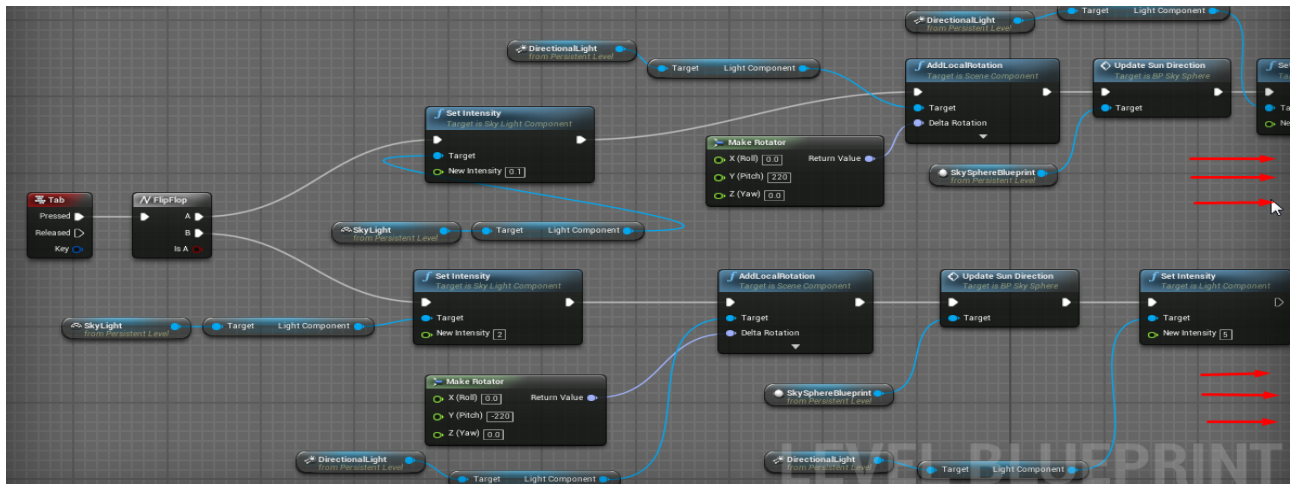 DirectionalLight
from Persistent Level
Target Light Component
DirectionalLight
from Persistent Level
Target Light Component
AddLocalRotation
Target is Scene Component
Target
Delta Rotation
Update Sun Direction
Target is BP Sky Sphere
Target
Set Intensity
Target is Sky Light Component
Target
New Intensity 0.1
Make Rotator
X (Roll) 0.0 Return Value
Y (Pitch) 220
Z (Yaw) 0.0
SkySphereBlueprint
from Persistent Level
Tab
Pressed
Released
Key
FlipFlop
A
B
Is A
SkyLight
from Persistent Level
Target Light Component
Set Intensity
Target is Sky Light Component
Target
New Intensity 2
AddLocalRotation
Target is Scene Component
Target
Delta Rotation
Update Sun Direction
Target is BP Sky Sphere
Target
Set Intensity
Target is Light Component
Target
New Intensity 5
SkyLight
from Persistent Level
Target Light Component
Make Rotator
X (Roll) 0.0 Return Value
Y (Pitch) -220
Z (Yaw) 0.0
SkySphereBlueprint
from Persistent Level
DirectionalLight
from Persistent Level
Target Light Component
DirectionalLight
from Persistent Level
Target Light Component
LEVEL BLUEPRINT